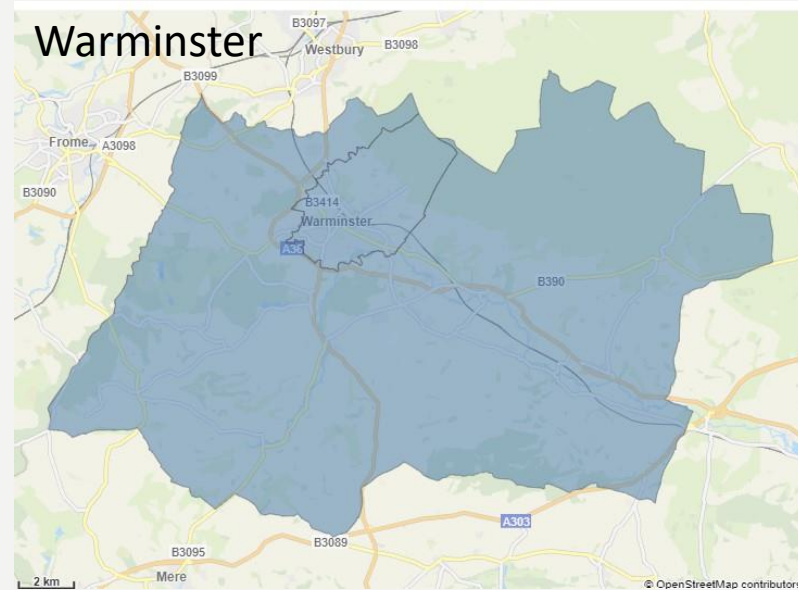 Warminster
B3097
Westbury
B3098
B3099
Frome
A3098
B3090
B3414
Warminster
A36
B390
A303
B3089
B3095
Mere
2 km
© OpenStreetMap contributors